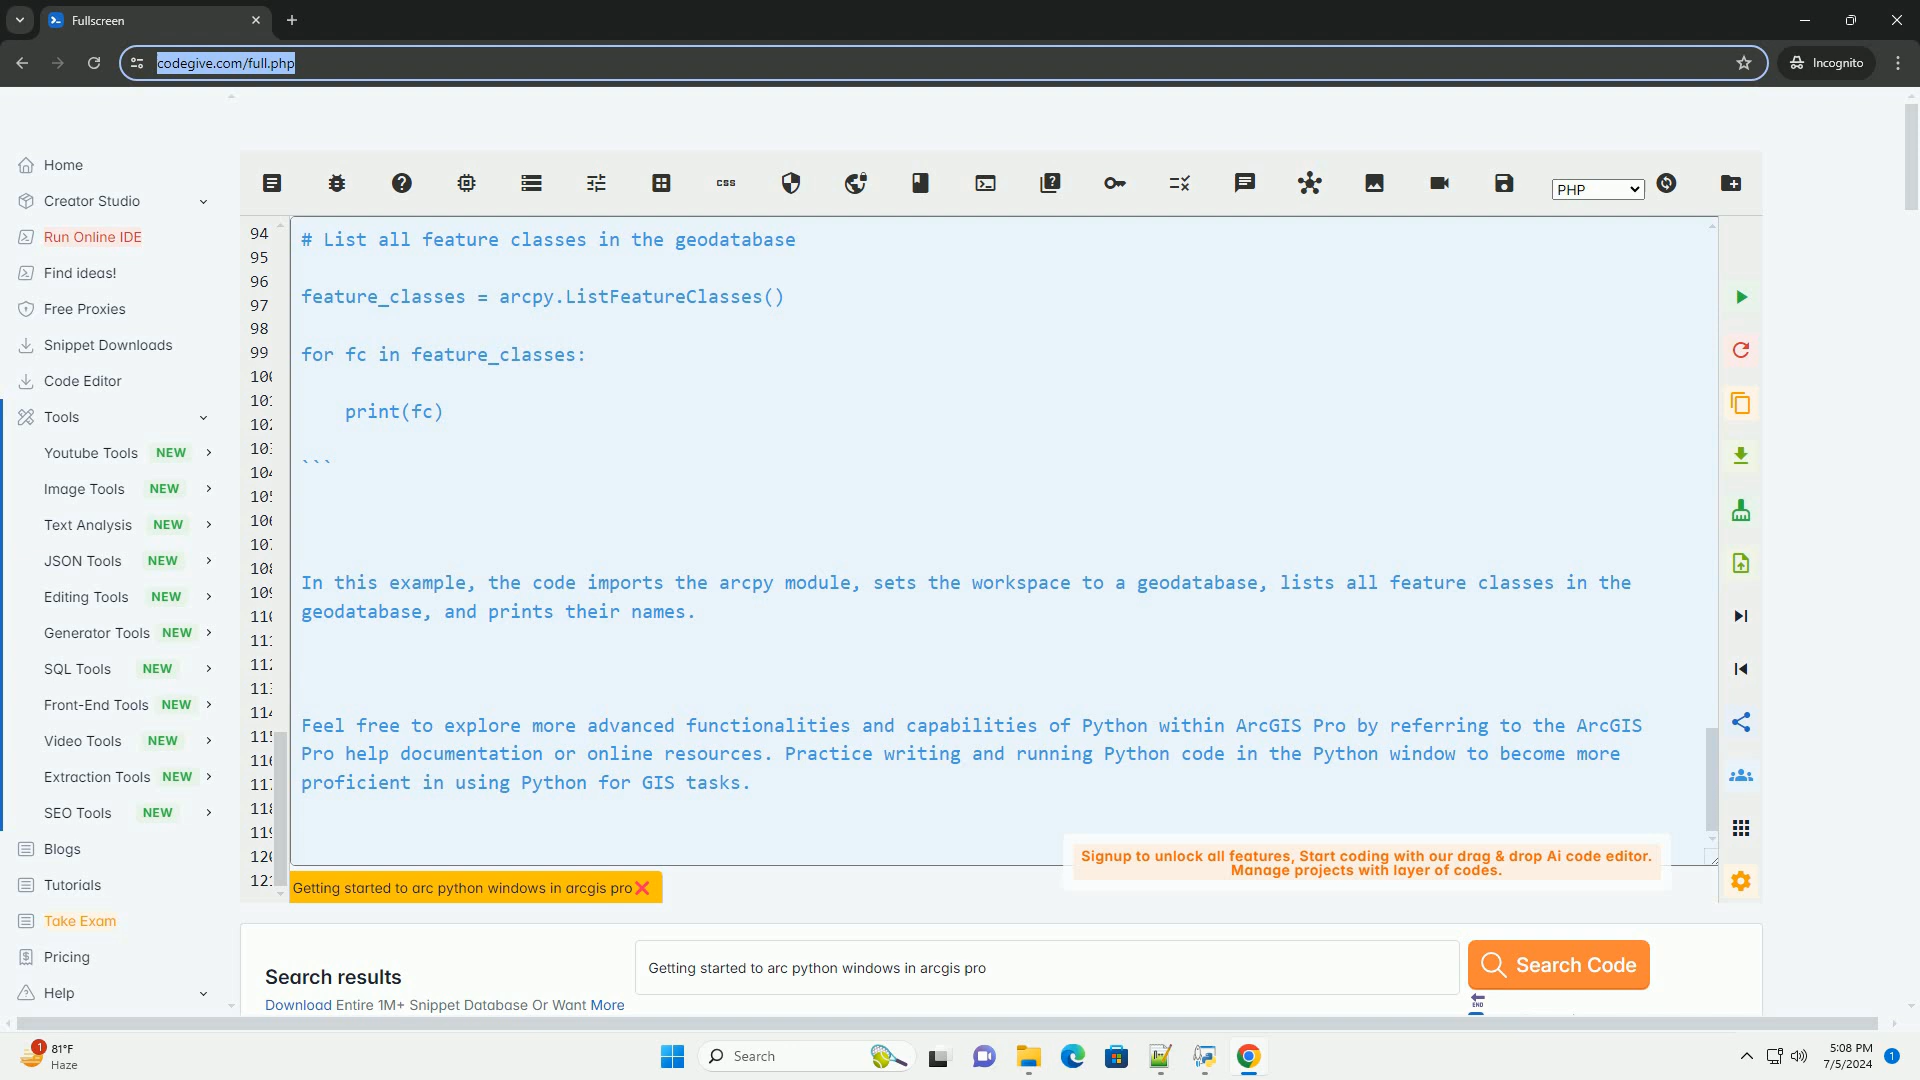 Fullscreen
codegive.com/full.php
Incognito
Home
Creator Studio
Run Online IDE
Find ideas!
Free Proxies
Snippet Downloads
Code Editor
Tools
Youtube Tools NEW
Image Tools NEW
Text Analysis NEW
JSON Tools NEW
Editing Tools NEW
Generator Tools NEW
SQL Tools NEW
Front-End Tools NEW
Video Tools NEW
Extraction Tools NEW
SEO Tools NEW
Blogs
Tutorials
Take Exam
Pricing
Help
CSS
PHP
94
95
96
97
98
99
# List all feature classes in the geodatabase
feature_classes = arcpy.ListFeatureClasses()
for fc in feature_classes:
print(fc)
```
In this example, the code imports the arcpy module, sets the workspace to a geodatabase, lists all feature classes in the
geodatabase, and prints their names.
Feel free to explore more advanced functionalities and capabilities of Python within ArcGIS Pro by referring to the ArcGIS
Pro help documentation or online resources. Practice writing and running Python code in the Python window to become more
proficient in using Python for GIS tasks.
Signup to unlock all features, Start coding with our drag & drop Ai code editor.
Manage projects with layer of codes.
Getting started to arc python windows in arcgis pro
Search results
Download Entire 1M+ Snippet Database Or Want More
Getting started to arc python windows in arcgis pro
Search Code
END
1
81°F
Haze
Search
5:08 PM
7/5/2024
1